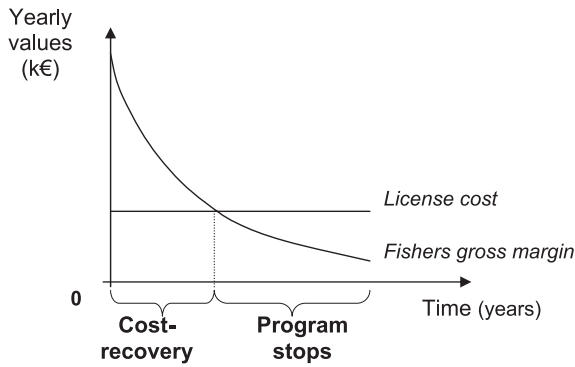 Yearly
values
(k€)
License cost
Fishers gross margin
0
Time (years)
Cost-
recovery
Program
stops